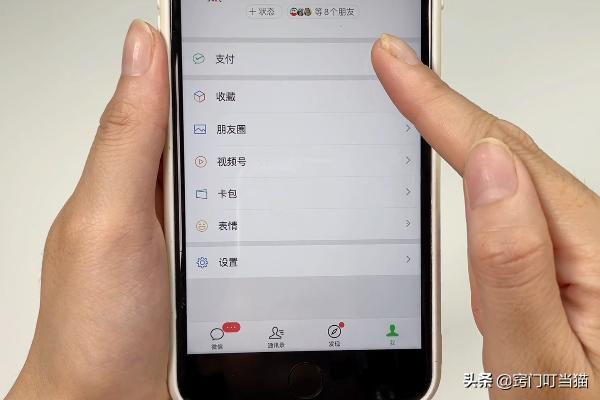 + 状态 等8个朋友
支付
收藏
朋友圈
视频号
卡包
表情
设置
微信 通讯录 发现 我
头条 @窍门叮当猫